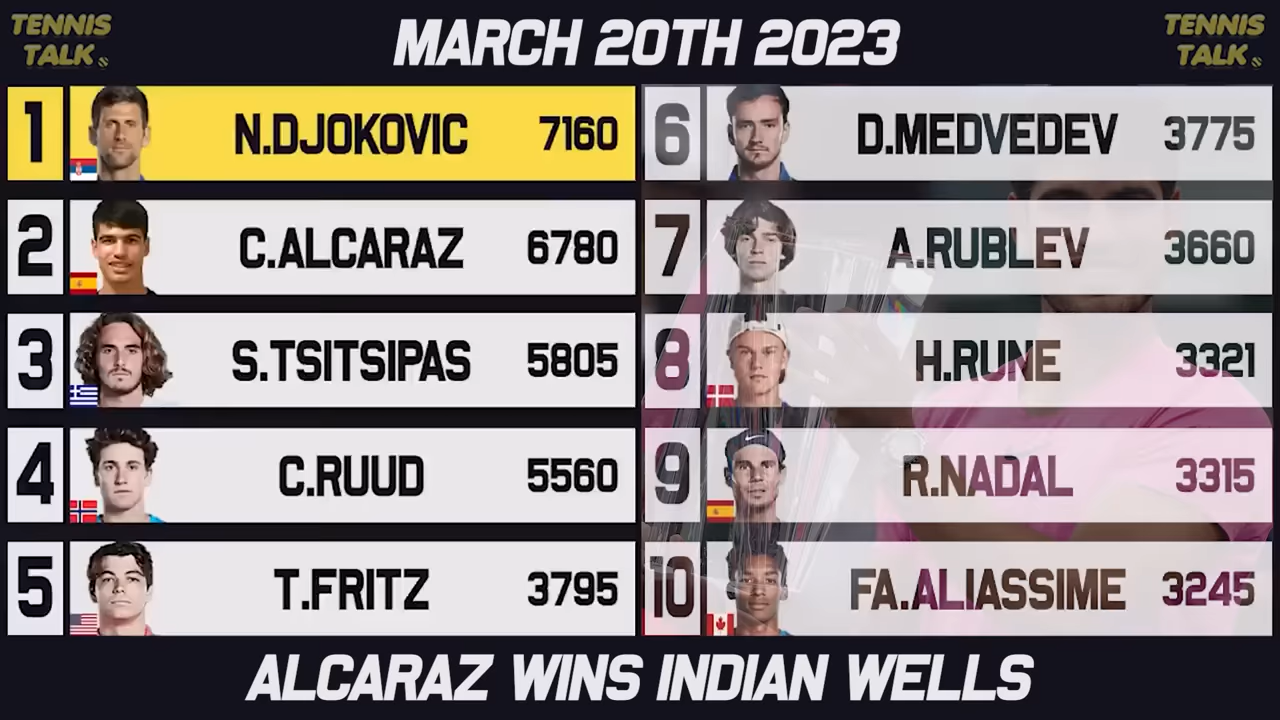 TENNIS TALK.
MARCH 20TH 2023
TENNIS TALK.
1 N.DJOKOVIC 7160
2 C.ALCARAZ 6780
3 S.TSITSIPAS 5805
4 C.RUUD 5560
5 T.FRITZ 3795
6 D.MEDVEDEV 3775
7 A.RUBLEV 3660
8 H.RUNE 3321
9 R.NADAL 3315
10 FA.ALIASSIME 3245
ALCARAZ WINS INDIAN WELLS